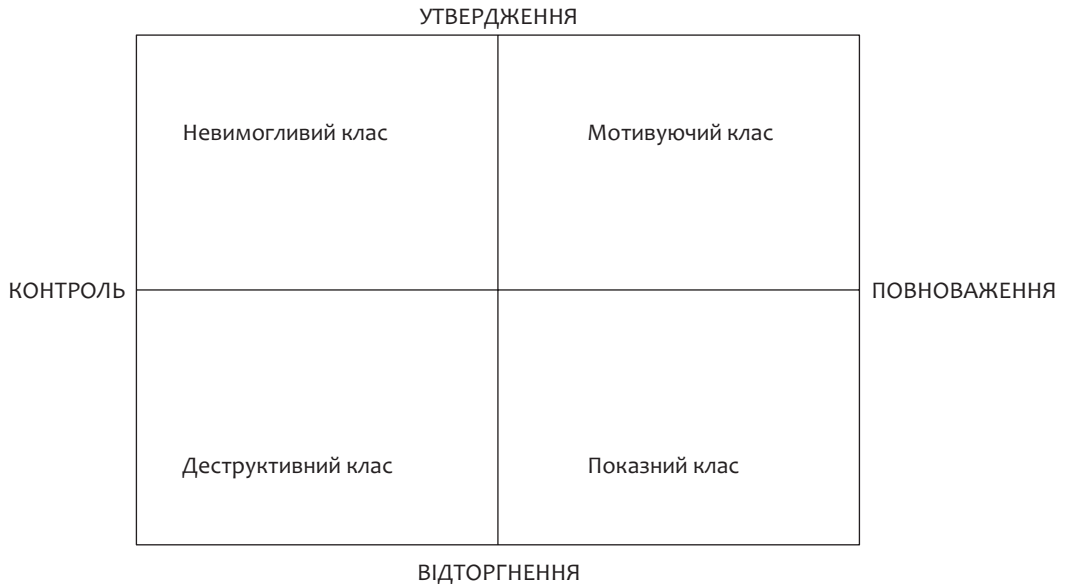 УТВЕРДЖЕННЯ
Невимогливий клас
Мотивуючий клас
КОНТРОЛЬ
ПОВНОВАЖЕННЯ
Деструктивний клас
Показний клас
ВІДТОРГНЕННЯ